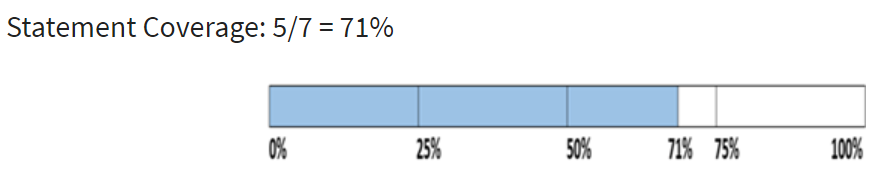 Statement Coverage: 5/7 = 71%
0% 25% 50% 71% 75% 100%